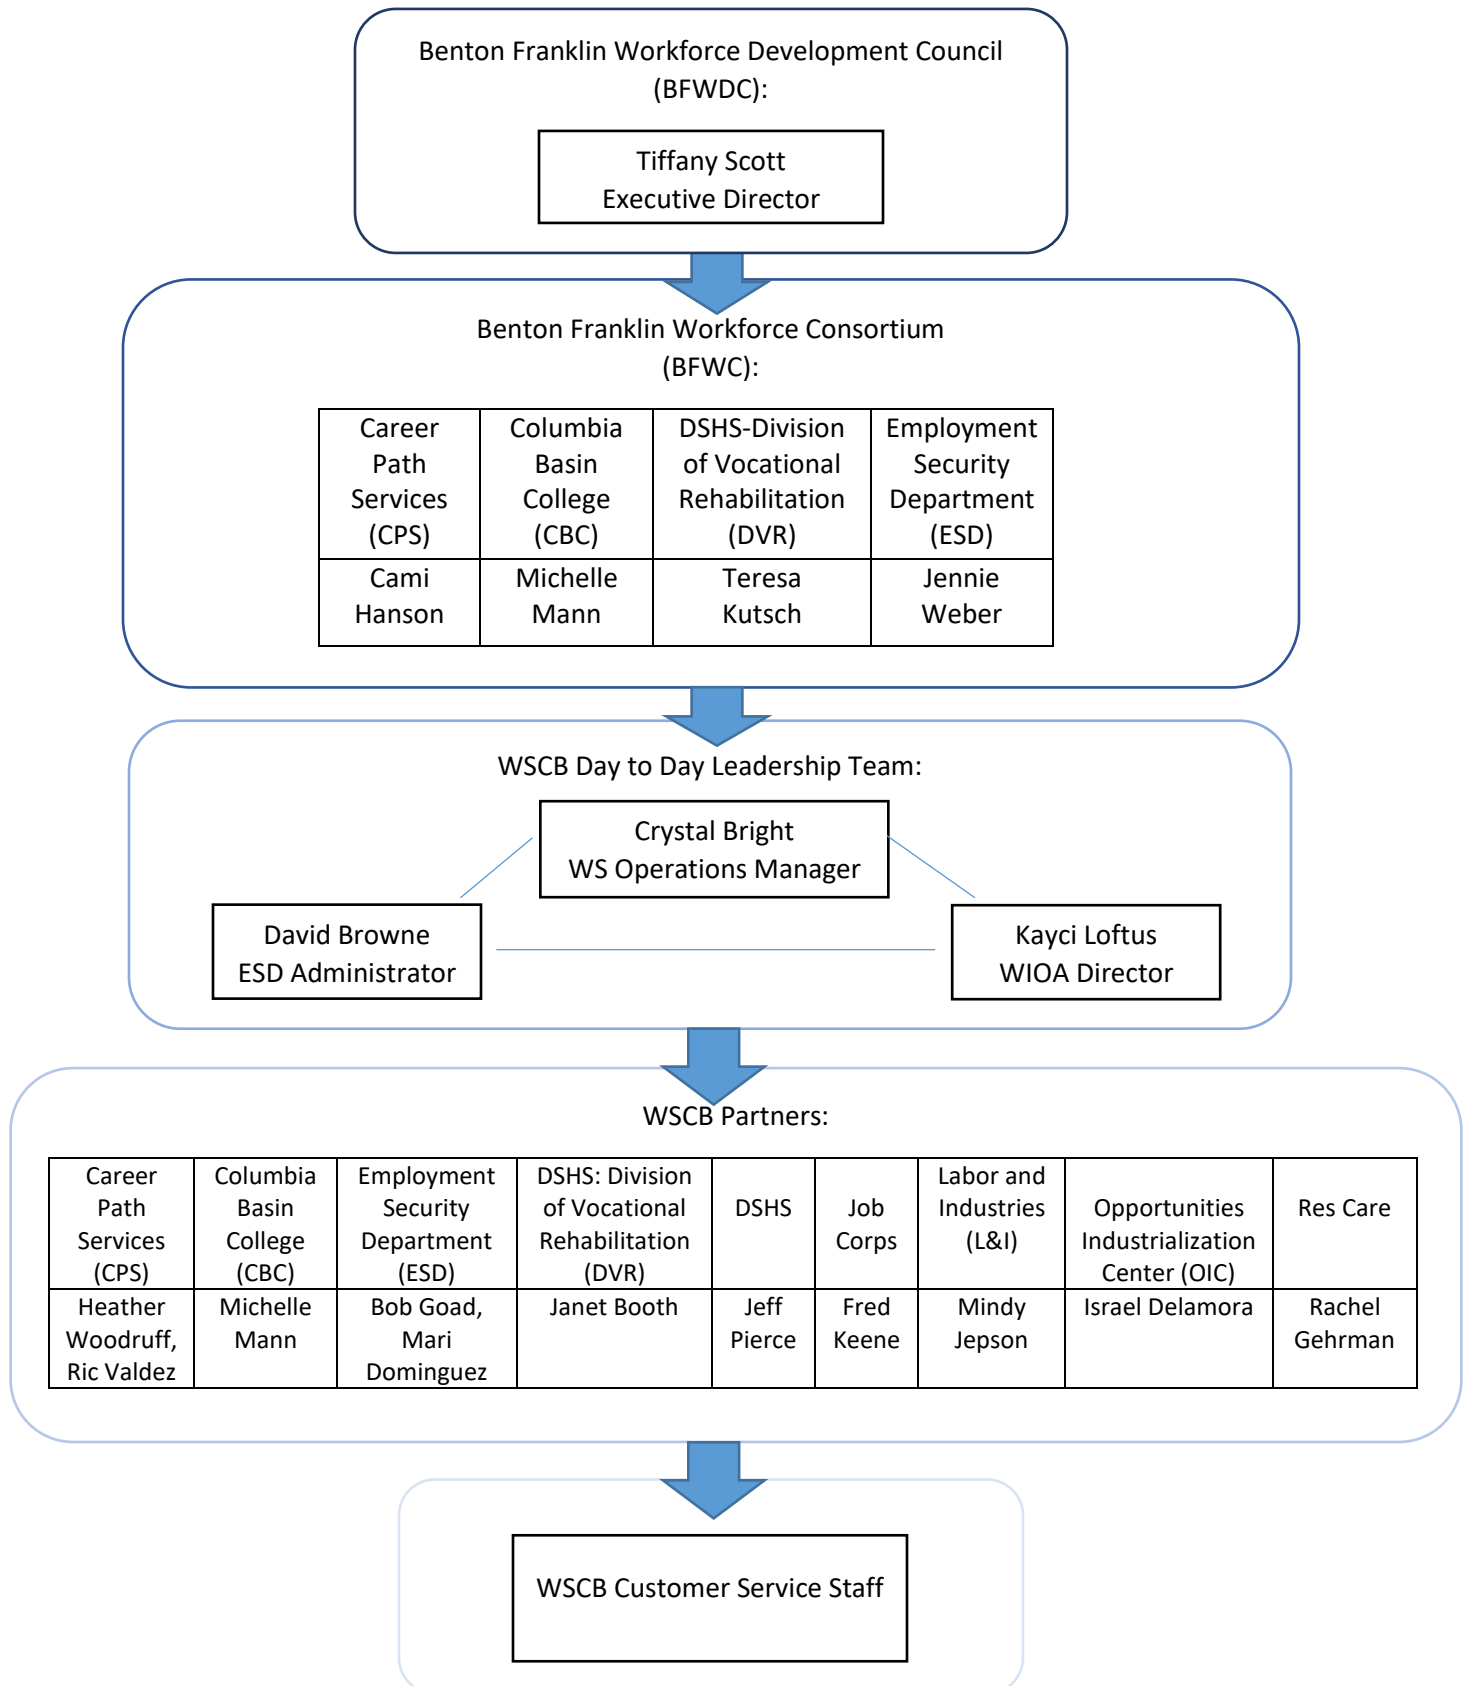 Benton Franklin Workforce Development Council
(BFWDC):
Tiffany Scott
Executive Director
Benton Franklin Workforce Consortium
(BFWC):
Career
Path
Services
(CPS)
Columbia
Basin
College
(CBC)
DSHS-Division
of Vocational
Rehabilitation
(DVR)
Employment
Security
Department
(ESD)
Cami
Hanson
Michelle
Mann
Teresa
Kutsch
Jennie
Weber
WSCB Day to Day Leadership Team:
Crystal Bright
WS Operations Manager
David Browne
ESD Administrator
Kayci Loftus
WIOA Director
WSCB Partners:
Career
Path
Services
(CPS)
Columbia
Basin
College
(CBC)
Employment
Security
Department
(ESD)
DSHS: Division
of Vocational
Rehabilitation
(DVR)
DSHS
Job
Corps
Labor and
Industries
(L&I)
Opportunities
Industrialization
Center (OIC)
Res Care
Heather
Woodruff,
Ric Valdez
Michelle
Mann
Bob Goad,
Mari
Dominguez
Janet Booth
Jeff
Pierce
Fred
Keene
Mindy
Jepson
Israel Delamora
Rachel
Gehrman
WSCB Customer Service Staff